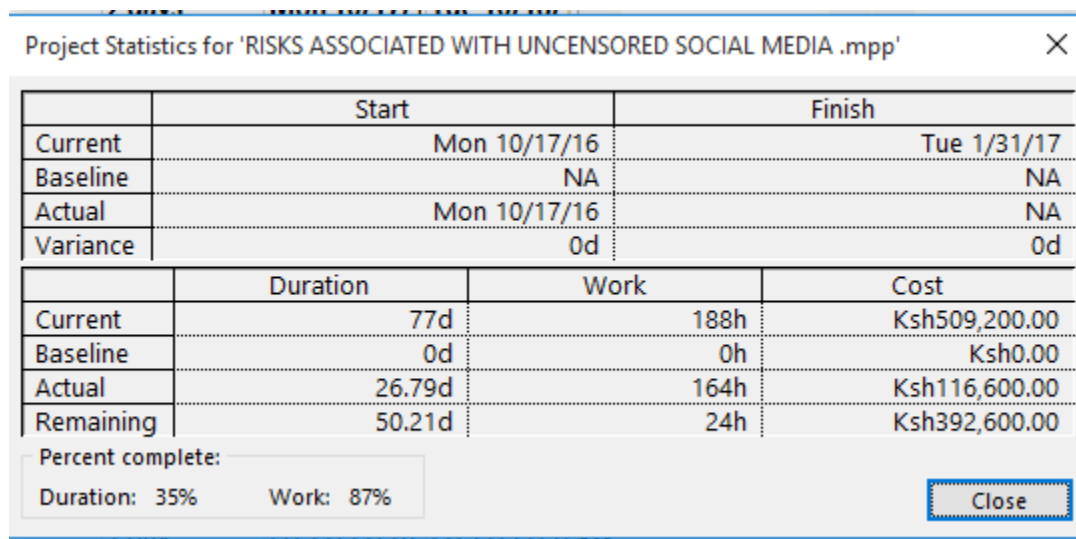 Project Statistics for 'RISKS ASSOCIATED WITH UNCENSORED SOCIAL MEDIA .mpp'
Start Finish
Current Mon 10/17/16 Tue 1/31/17
Baseline NA NA
Actual Mon 10/17/16 NA
Variance 0d 0d
Duration Work Cost
Current 77d 188h Ksh509,200.00
Baseline 0d 0h Ksh0.00
Actual 26.79d 164h Ksh116,600.00
Remaining 50.21d 24h Ksh392,600.00
Percent complete:
Duration: 35% Work: 87%
Close